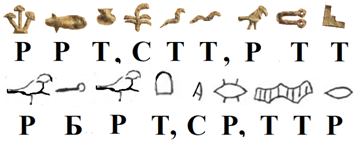 Р Р Т, С Т Т, Р Т Т
Р Б Р Т, С Р, Т Т Р